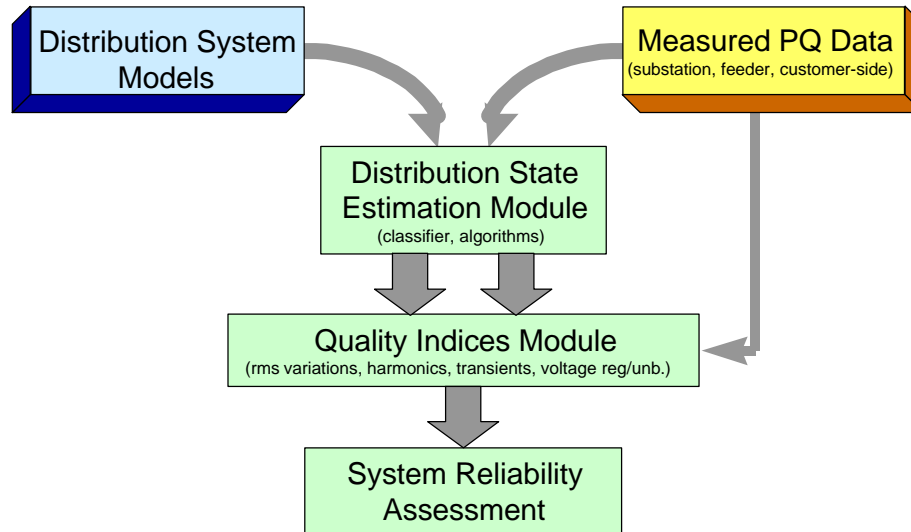 Distribution System
Models
Measured PQ Data
(substation, feeder, customer-side)
Distribution State
Estimation Module
(classifier, algorithms)
Quality Indices Module
(rms variations, harmonics, transients, voltage reg/unb.)
System Reliability
Assessment